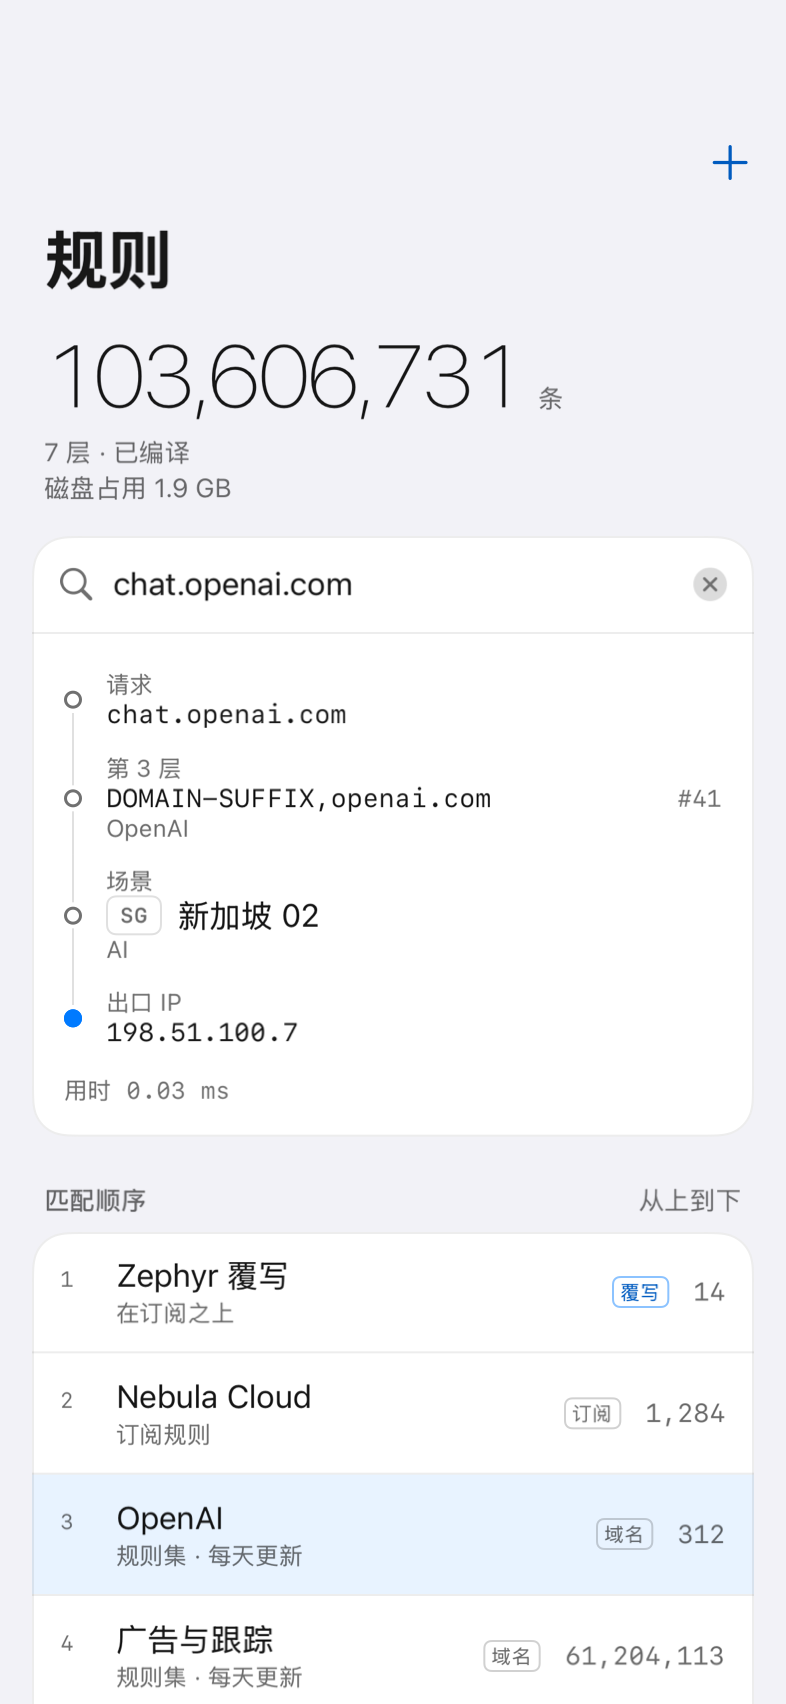 规则
103,606,731 条
7 层 · 已编译
磁盘占用 1.9 GB
chat.openai.com
请求
chat.openai.com
第 3 层
DOMAIN-SUFFIX,openai.com #41
OpenAI
场景
SG 新加坡 02
AI
出口 IP
198.51.100.7
用时 0.03 ms
匹配顺序 从上到下
1 Zephyr 覆写 覆写 14
在订阅之上
2 Nebula Cloud 订阅 1,284
订阅规则
3 OpenAI 域名 312
规则集 · 每天更新
4 广告与跟踪 域名 61,204,113
规则集 · 每天更新